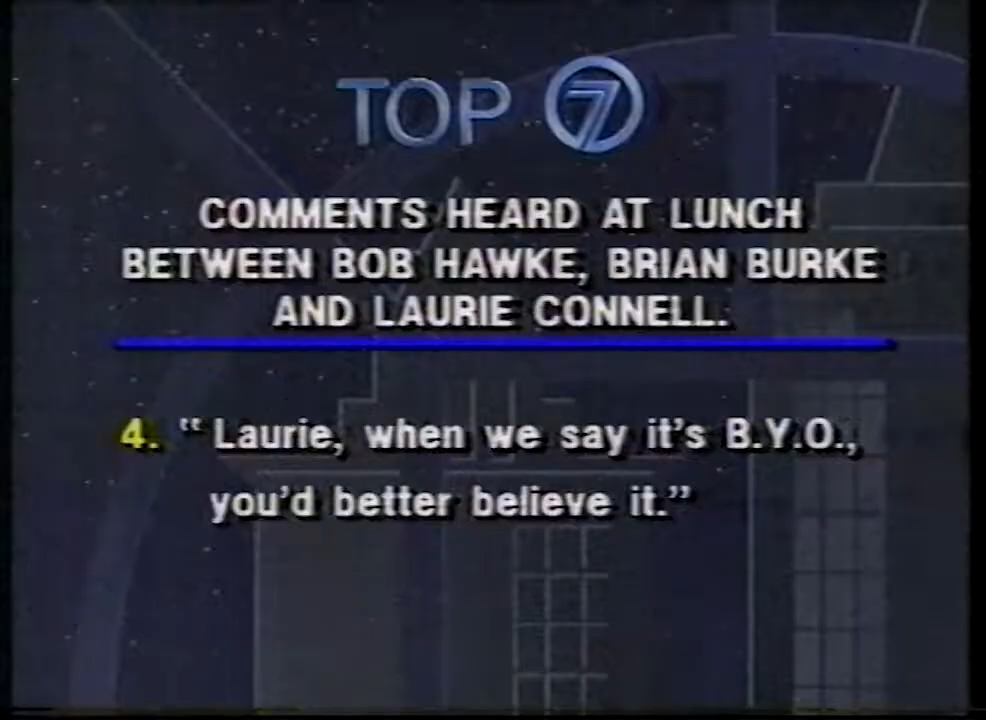 TOP 7
COMMENTS HEARD AT LUNCH
BETWEEN BOB HAWKE, BRIAN BURKE
AND LAURIE CONNELL.
4. “Laurie, when we say it's B.Y.O.,
you'd better believe it.”